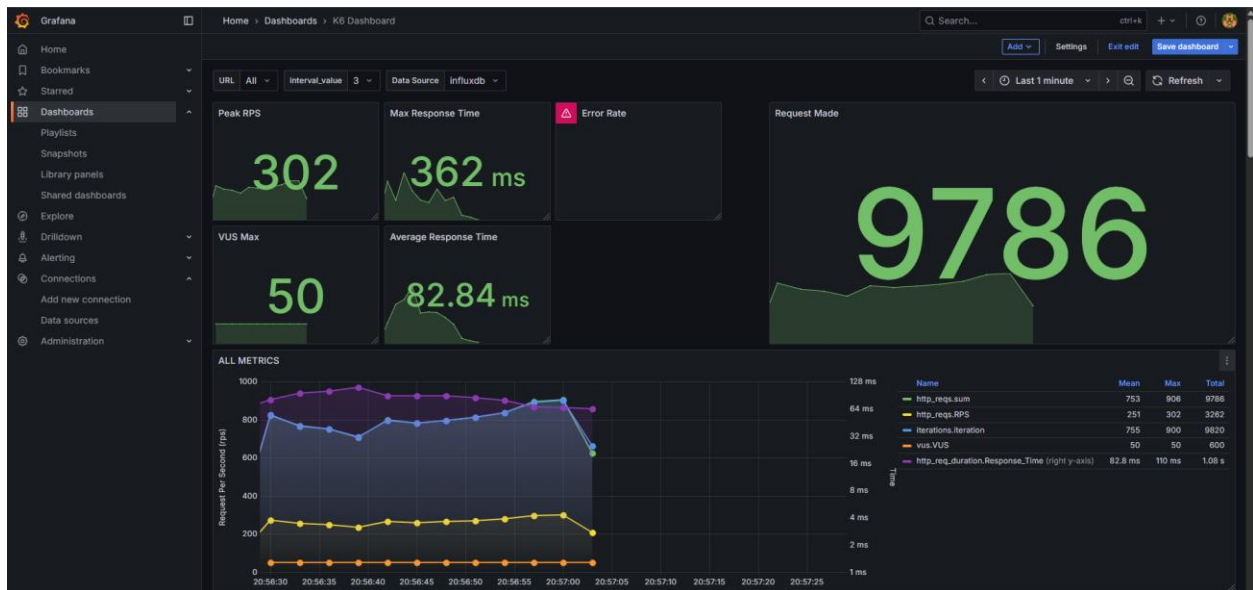 Grafana
Home › Dashboards › K6 Dashboard
Search...
ctrl+k
Home
Bookmarks
Starred
Dashboards
Playlists
Snapshots
Library panels
Shared dashboards
Explore
Drilldown
Alerting
Connections
Add new connection
Data sources
Administration
Add
Settings
Exit edit
Save dashboard
URL All
interval_value 3
Data Source influxdb
Last 1 minute
Refresh
Peak RPS
302
Max Response Time
362 ms
Error Rate
Request Made
9786
VUS Max
50
Average Response Time
82.84 ms
ALL METRICS
Request Per Second (rps)
1000
800
600
400
200
0
20:56:30 20:56:35 20:56:40 20:56:45 20:56:50 20:56:55 20:57:00 20:57:05 20:57:10 20:57:15 20:57:20 20:57:25
128 ms
64 ms
32 ms
16 ms
8 ms
4 ms
2 ms
1 ms
Time
Name Mean Max Total
http_reqs.sum 753 906 9786
http_reqs.RPS 251 302 3262
iterations.iteration 755 900 9820
vus.VUS 50 50 600
http_req_duration.Response_Time (right y-axis) 82.8 ms 110 ms 1.08 s